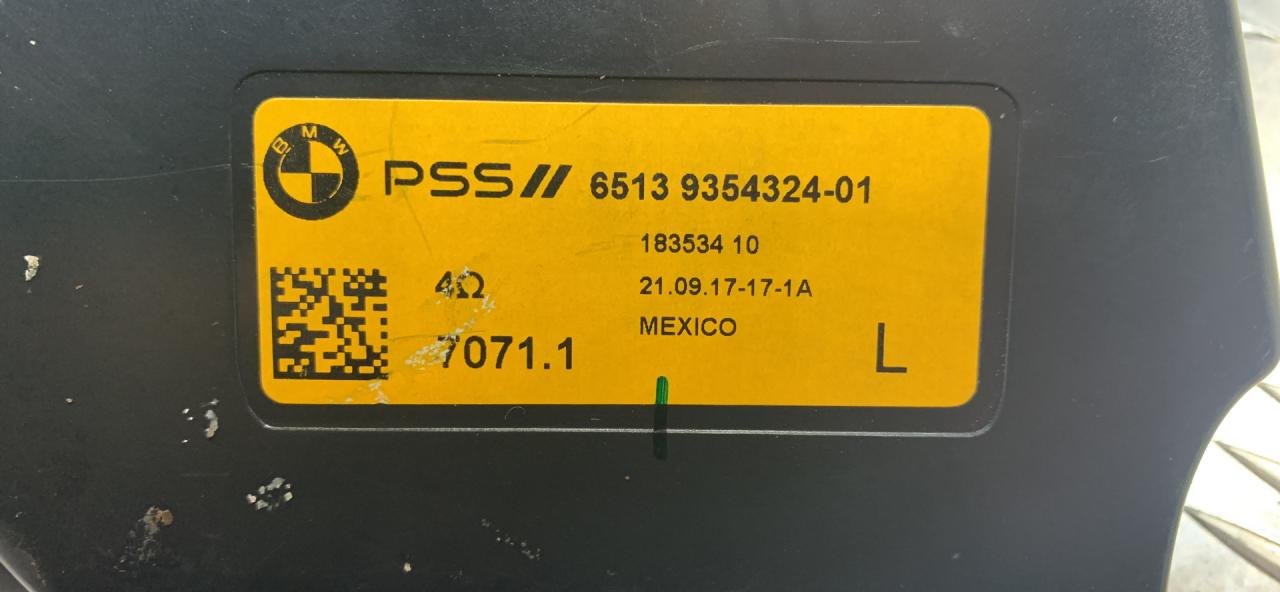 BMW
PSS// 6513 9354324-01
183534 10
4Ω
21.09.17-17-1A
MEXICO
7071.1
L